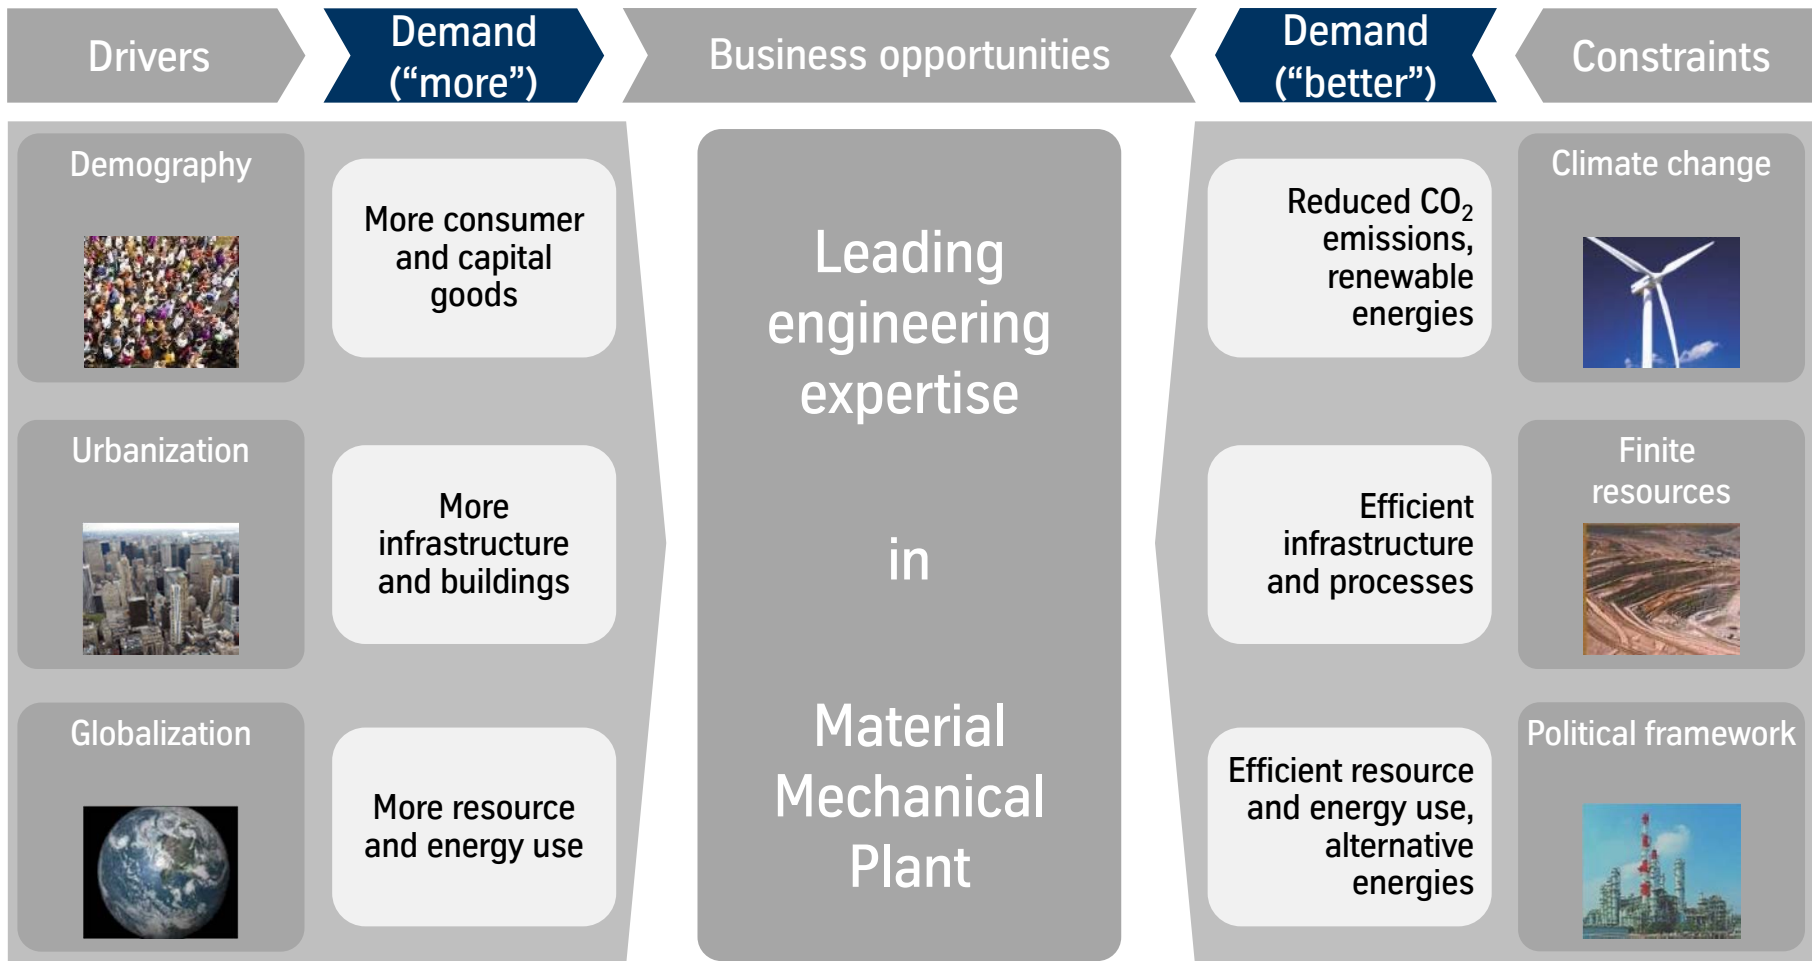 Drivers
Demand
(“more”)
Business opportunities
Demand
(“better”)
Constraints
Demography
More consumer
and capital
goods
Urbanization
More
infrastructure
and buildings
Globalization
More resource
and energy use
Leading
engineering
expertise
in
Material
Mechanical
Plant
Reduced CO₂
emissions,
renewable
energies
Climate change
Efficient
infrastructure
and processes
Finite
resources
Efficient resource
and energy use,
alternative
energies
Political framework